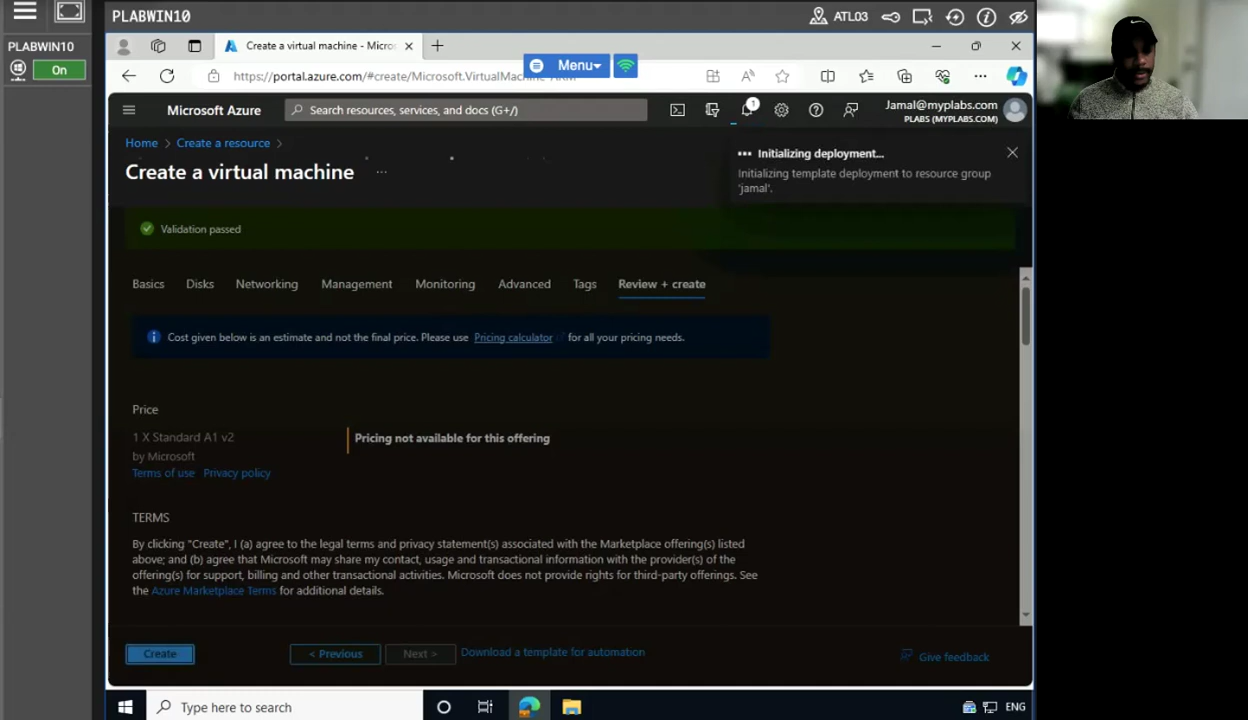 PLABWIN10
ATL03
PLABWIN10
On
Create a virtual machine - Micros
https://portal.azure.com/#create/Microsoft.VirtualMachine-ARM
Menu
Microsoft Azure
Search resources, services, and docs (G+/)
1
Jamal@myplabs.com
PLABS (MYPLABS.COM)
Home > Create a resource >
Create a virtual machine ...
Initializing deployment...
Initializing template deployment to resource group
'jamal'.
Validation passed
Basics Disks Networking Management Monitoring Advanced Tags Review + create
Cost given below is an estimate and not the final price. Please use Pricing calculator for all your pricing needs.
Price
1 X Standard A1 v2
by Microsoft
Terms of use Privacy policy
Pricing not available for this offering
TERMS
By clicking "Create", I (a) agree to the legal terms and privacy statement(s) associated with the Marketplace offering(s) listed
above; and (b) agree that Microsoft may share my contact, usage and transactional information with the provider(s) of the
offering(s) for support, billing and other transactional activities. Microsoft does not provide rights for third-party offerings. See
the Azure Marketplace Terms for additional details.
Create < Previous Next > Download a template for automation
Give feedback
Type here to search
ENG